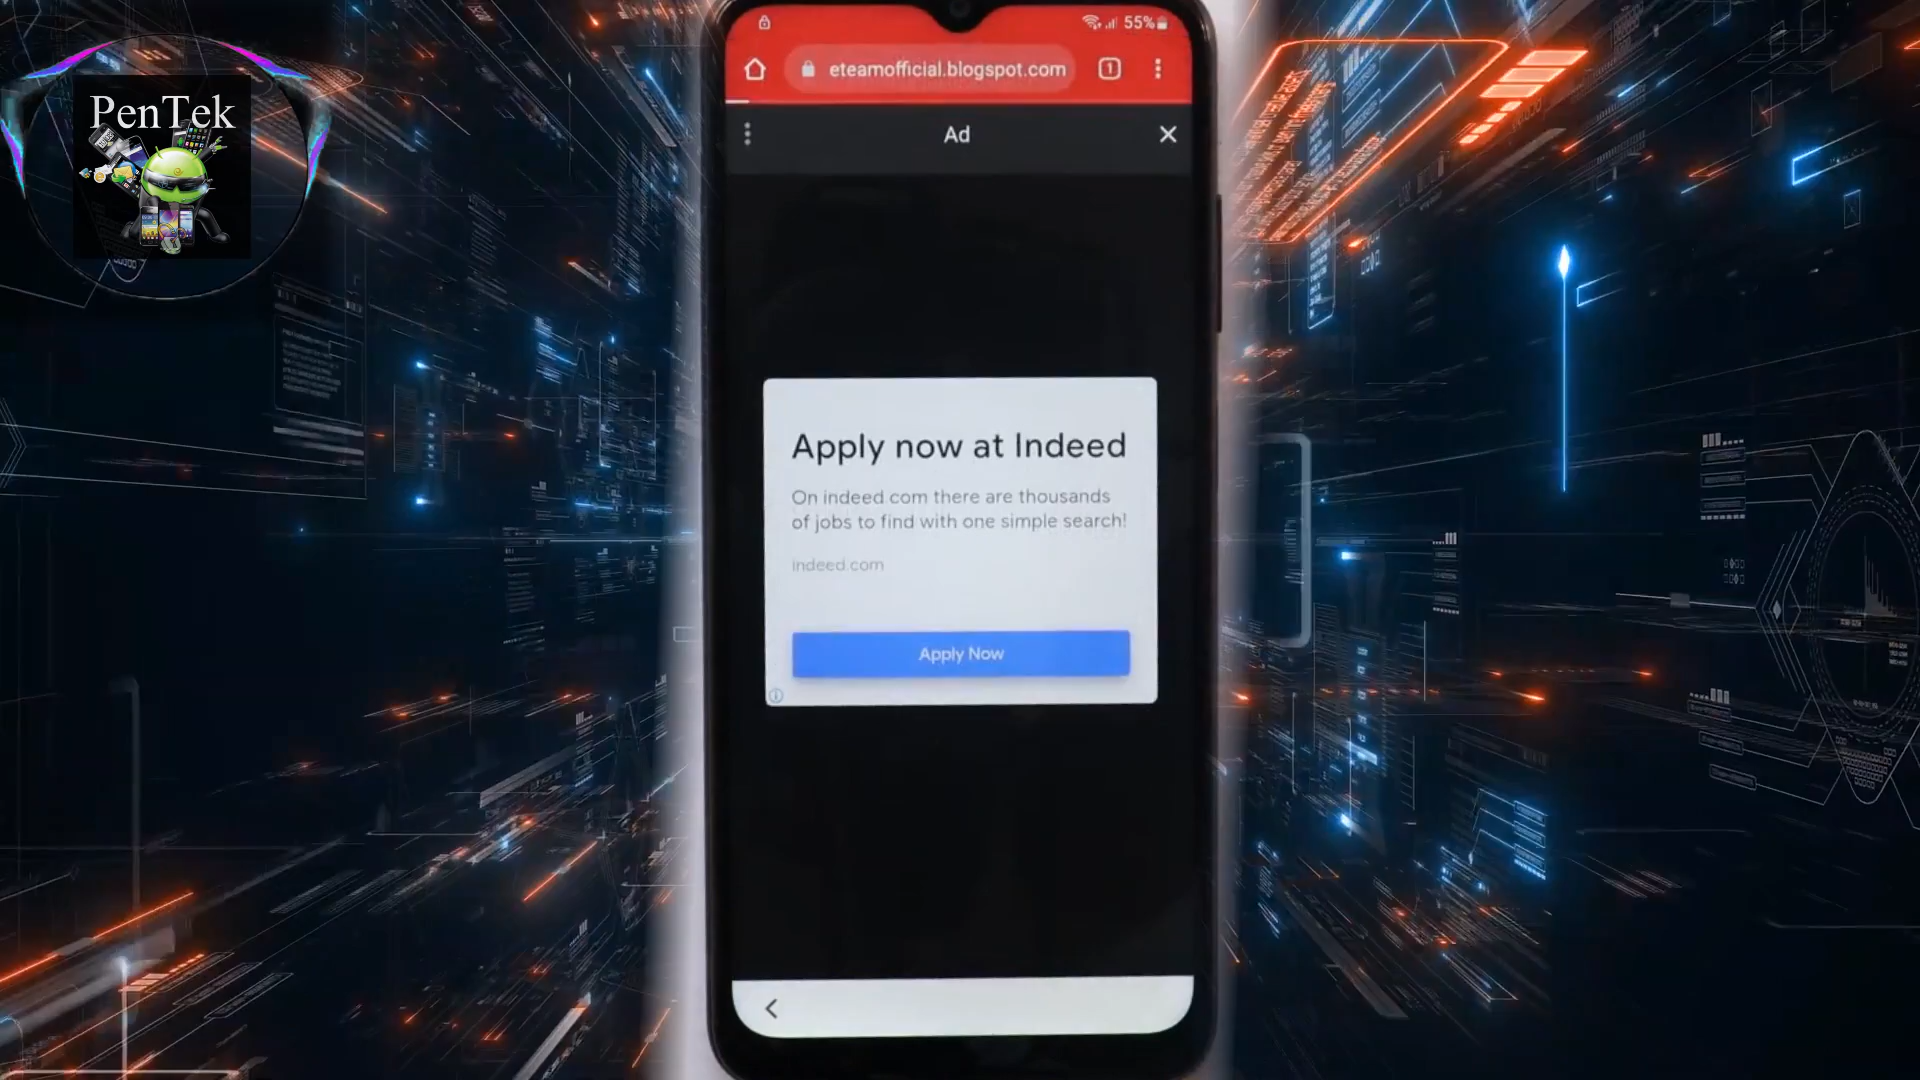 PenTek
55%
eteamofficial.blogspot.com
1
Ad
Apply now at Indeed
On indeed com there are thousands
of jobs to find with one simple search!
indeed.com
Apply Now